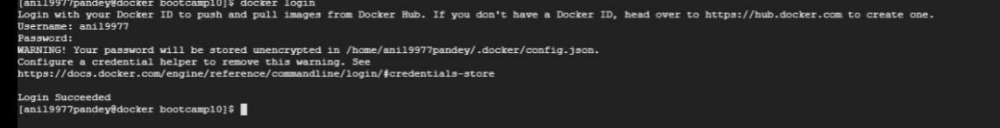 [anil9977pandey@docker bootcamp10]$ docker login
Login with your Docker ID to push and pull images from Docker Hub. If you don't have a Docker ID, head over to https://hub.docker.com to create one.
Username: anil9977
Password:
WARNING! Your password will be stored unencrypted in /home/anil9977pandey/.docker/config.json.
Configure a credential helper to remove this warning. See
https://docs.docker.com/engine/reference/commandline/login/#credentials-store
Login Succeeded
[anil9977pandey@docker bootcamp10]$